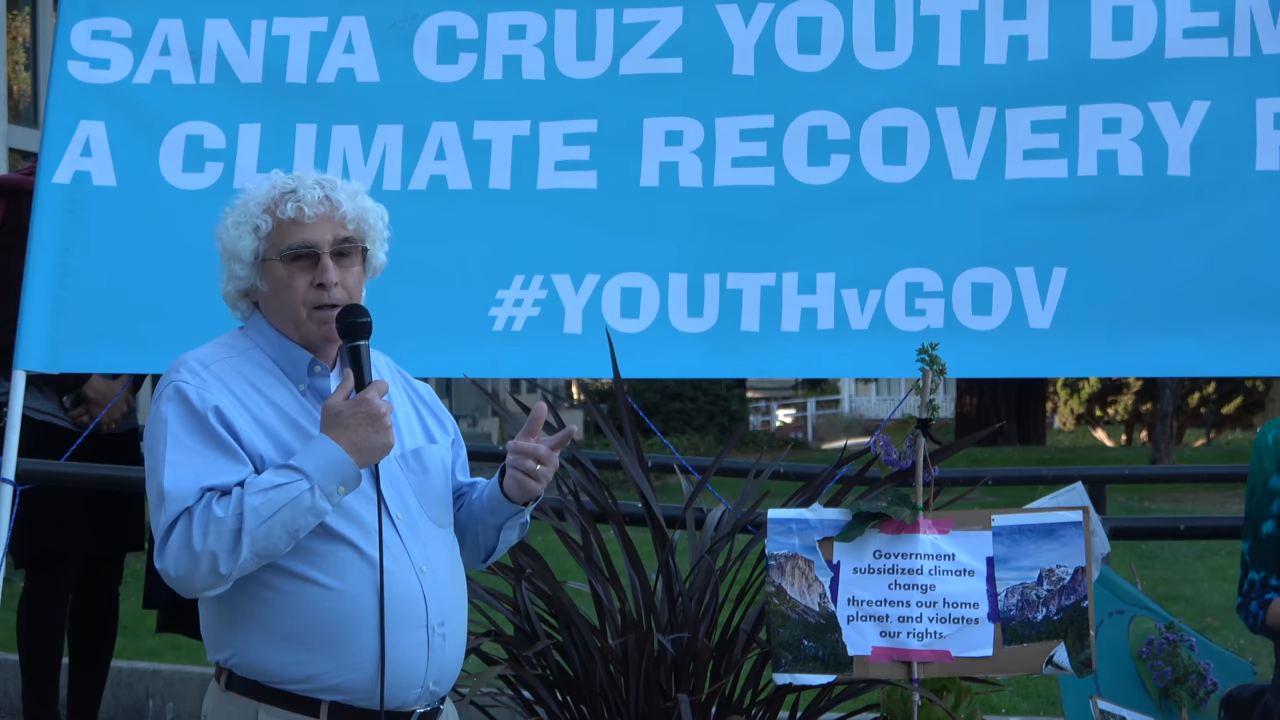 SANTA CRUZ YOUTH DEM
A CLIMATE RECOVERY
#YOUTHvGOV
Government
subsidized climate
change
threatens our home
planet, and violates
our rights.